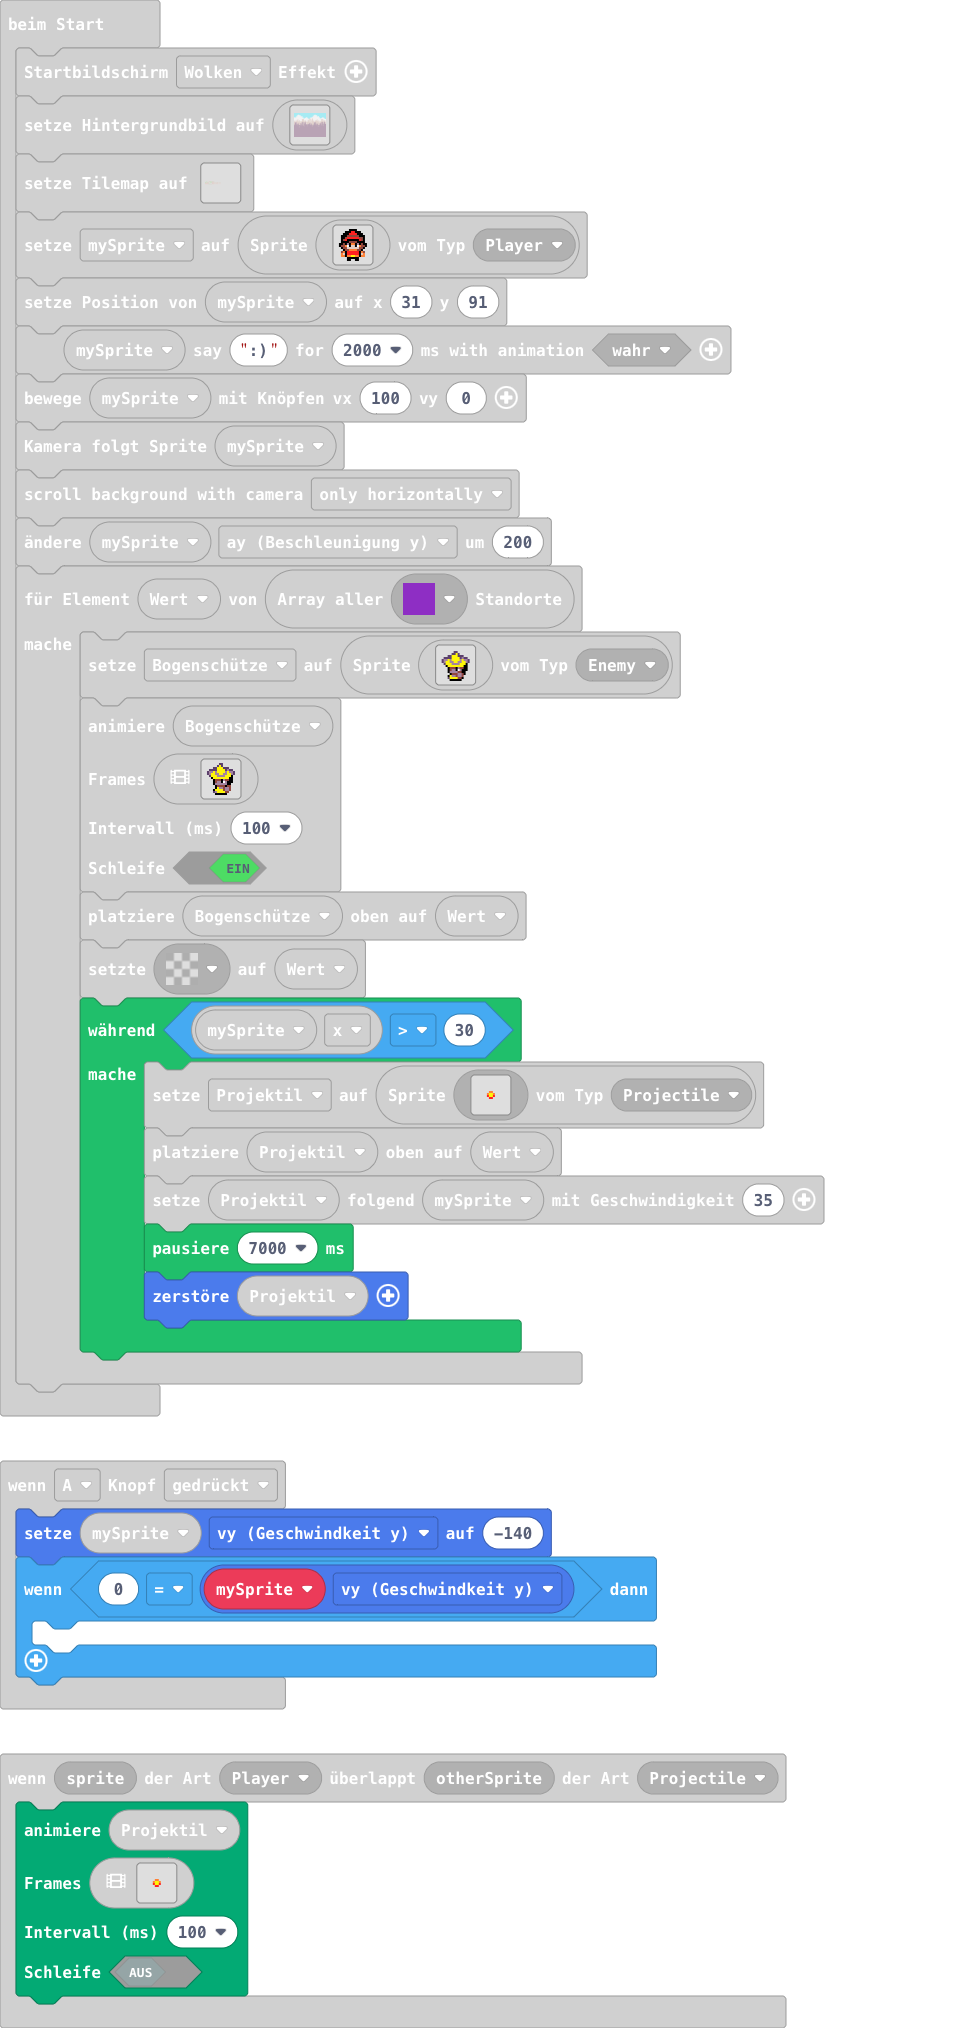 beim Start
Startbildschirm Wolken Effekt
setze Hintergrundbild auf
setze Tilemap auf
setze mySprite auf Sprite vom Typ Player
setze Position von mySprite auf x 31 y 91
mySprite say ":)" for 2000 ms with animation wahr
bewege mySprite mit Knöpfen vx 100 vy 0
Kamera folgt Sprite mySprite
scroll background with camera only horizontally
ändere mySprite ay (Beschleunigung y) um 200
für Element Wert von Array aller Standorte
mache
setze Bogenschütze auf Sprite vom Typ Enemy
animiere Bogenschütze
Frames
Intervall (ms) 100
Schleife EIN
platziere Bogenschütze oben auf Wert
setzte auf Wert
während mySprite x > 30
mache
setze Projektil auf Sprite vom Typ Projectile
platziere Projektil oben auf Wert
setze Projektil folgend mySprite mit Geschwindigkeit 35
pausiere 7000 ms
zerstöre Projektil
wenn A Knopf gedrückt
setze mySprite vy (Geschwindkeit y) auf -140
wenn 0 = mySprite vy (Geschwindkeit y) dann
wenn sprite der Art Player überlappt otherSprite der Art Projectile
animiere Projektil
Frames
Intervall (ms) 100
Schleife AUS